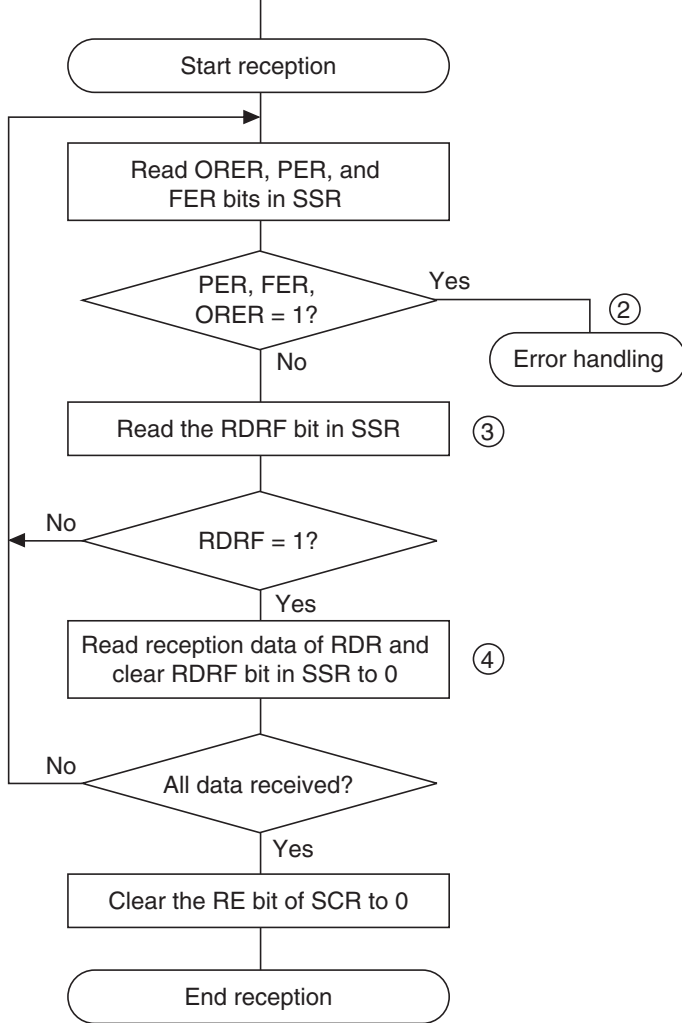 Start reception
Read ORER, PER, and
FER bits in SSR
PER, FER,
ORER = 1?
Yes
②
Error handling
No
Read the RDRF bit in SSR
③
No
RDRF = 1?
Yes
Read reception data of RDR and
clear RDRF bit in SSR to 0
④
No
All data received?
Yes
Clear the RE bit of SCR to 0
End reception